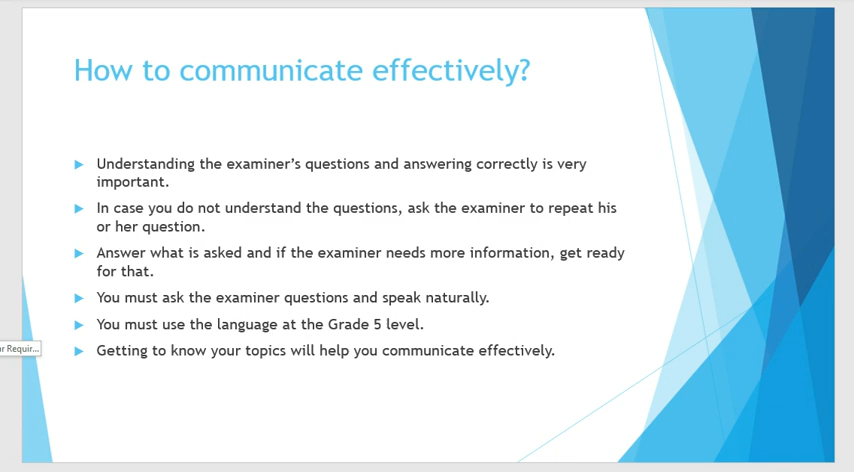 How to communicate effectively?
Understanding the examiner's questions and answering correctly is very
important.
In case you do not understand the questions, ask the examiner to repeat his
or her question.
Answer what is asked and if the examiner needs more information, get ready
for that.
You must ask the examiner questions and speak naturally.
You must use the language at the Grade 5 level.
ar Requir...
Getting to know your topics will help you communicate effectively.